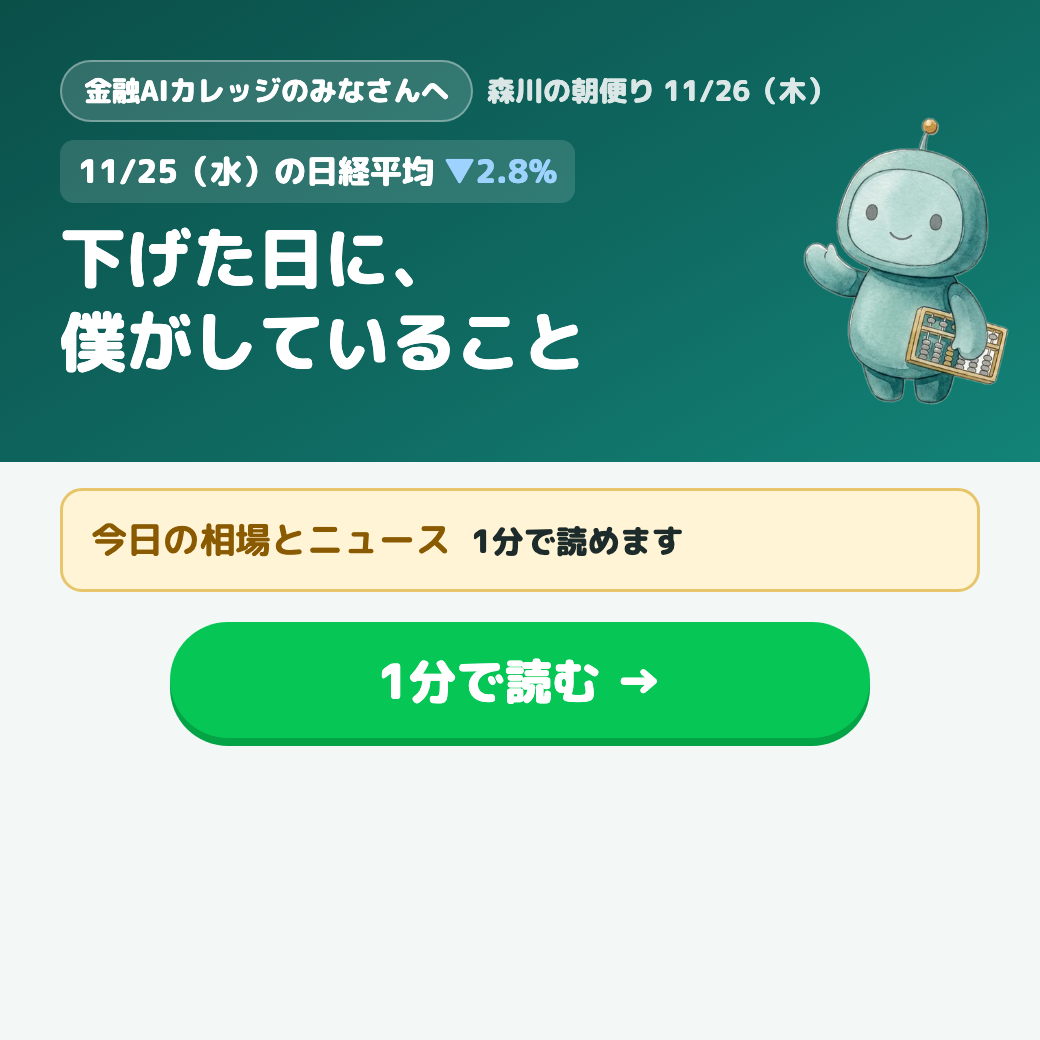 金融AIカレッジのみなさんへ 森川の朝便り 11/26（木）
11/25（水）の日経平均 ▼2.8%
下げた日に、
僕がしていること
今日の相場とニュース 1分で読めます
1分で読む →